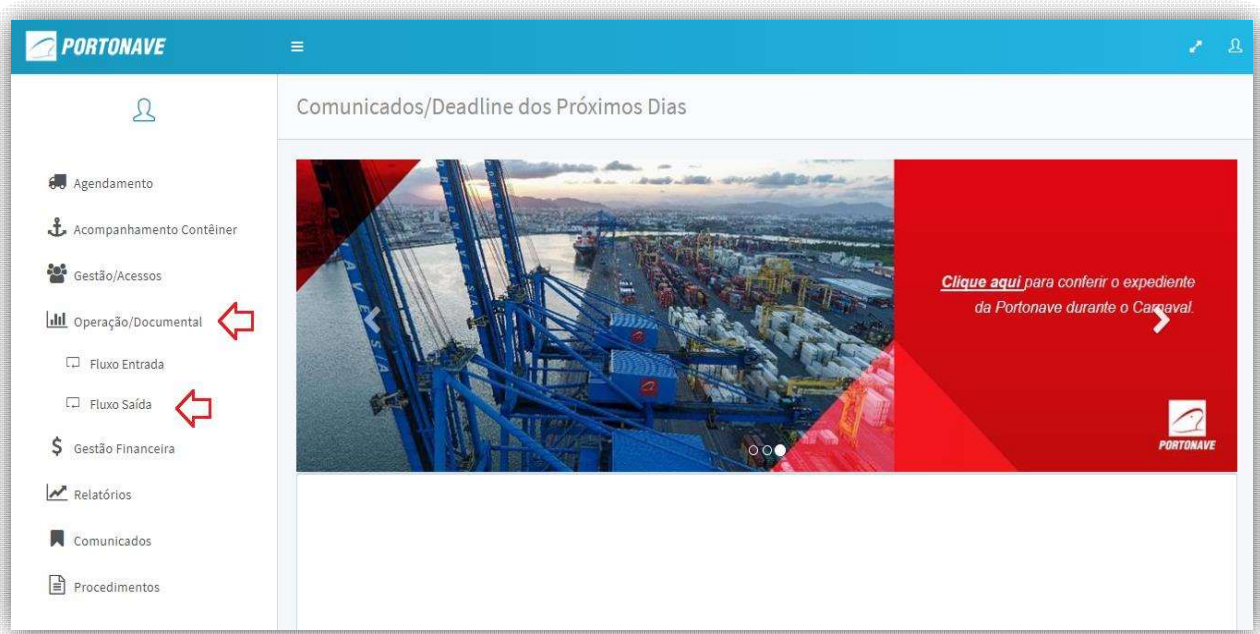 PORTONAVE
Comunicados/Deadline dos Próximos Dias
Agendamento
Acompanhamento Contêiner
Gestão/Acessos
Operação/Documental
Fluxo Entrada
Fluxo Saída
Gestão Financeira
Relatórios
Comunicados
Procedimentos
Clique aqui para conferir o expediente
da Portonave durante o Carnaval.
PORTONAVE